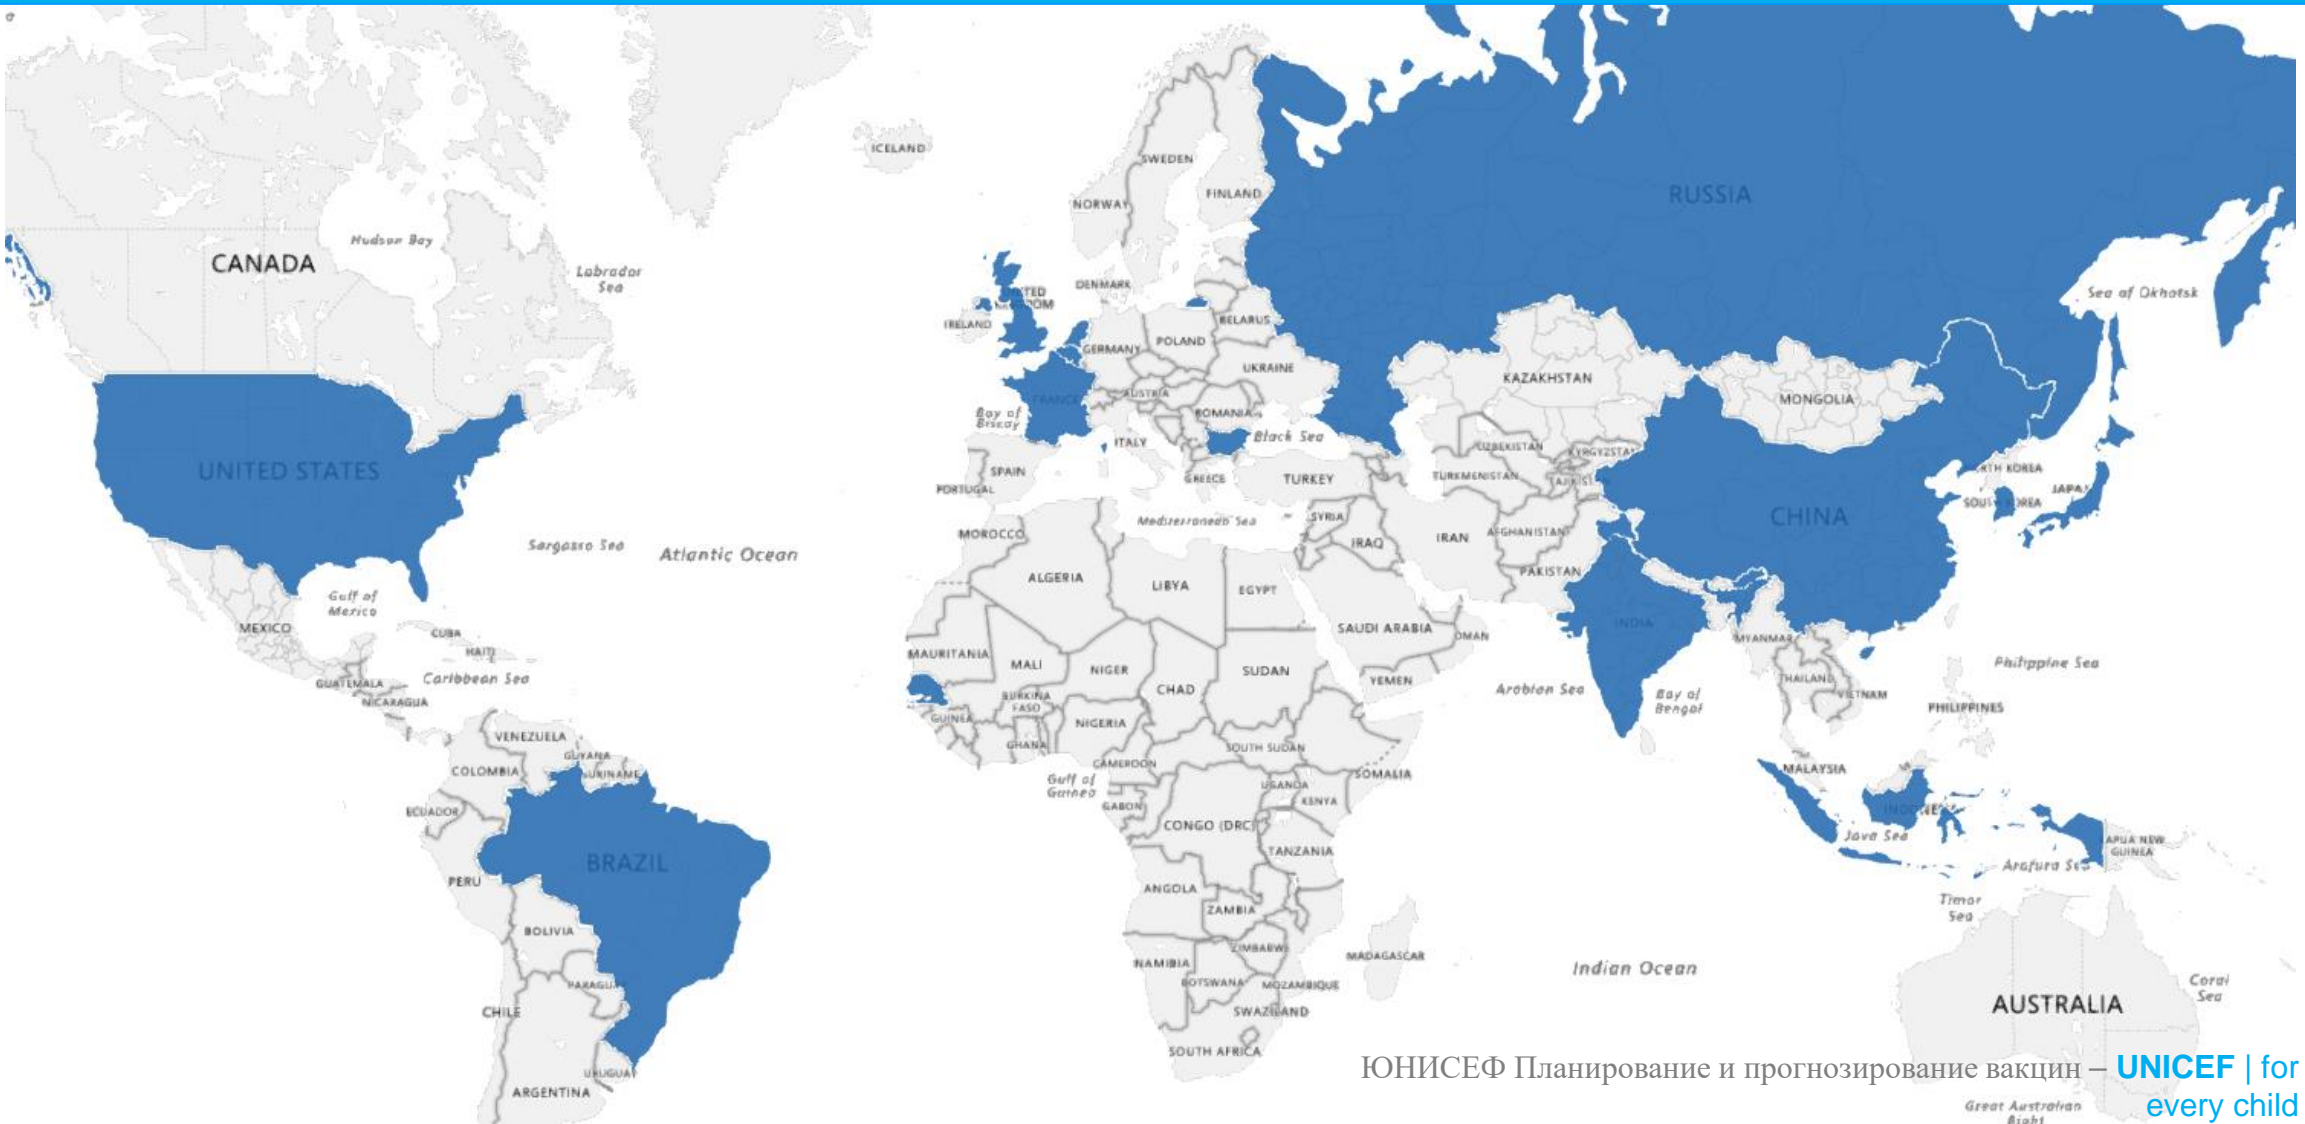 ICELAND
SWEDEN
FINLAND
NORWAY
RUSSIA
Hudson Bay
CANADA
Labrador
Sea
DENMARK
Sea of Okhotsk
IRELAND
BELARUS
GERMANY
POLAND
UKRAINE
KAZAKHSTAN
AUSTRIA
FRANCE
MONGOLIA
Bay of
Biscay
ROMANIA
Black Sea
ITALY
UZBEKISTAN
UNITED STATES
SPAIN
GREECE
TURKEY
TURKMENISTAN
PORTUGAL
CHINA
Mediterranean Sea
SYRIA
MOROCCO
IRAQ
IRAN
AFGHANISTAN
Sargasso Sea
Atlantic Ocean
PAKISTAN
ALGERIA
LIBYA
EGYPT
Gulf of
Mexico
MEXICO
CUBA
HAITI
SAUDI ARABIA
OMAN
INDIA
MYANMAR
MAURITANIA
MALI
NIGER
SUDAN
Philippine Sea
GUATEMALA
Caribbean Sea
YEMEN
CHAD
Arabian Sea
Bay of
Bengal
THAILAND
VIETNAM
NICARAGUA
BURKINA
FASO
GUINEA
NIGERIA
PHILIPPINES
VENEZUELA
GHANA
SOUTH SUDAN
GUYANA
CAMEROON
COLOMBIA
SURINAME
MALAYSIA
SOMALIA
Gulf of
Guinea
UGANDA
KENYA
GABON
ECUADOR
CONGO (DRC)
Java Sea
TANZANIA
BRAZIL
Arafura Sea
GUINEA
PERU
ANGOLA
Timor
Sea
ZAMBIA
BOLIVIA
MADAGASCAR
NAMIBIA
Indian Ocean
BOTSWANA
MOZAMBIQUE
Coral
Sea
CHILE
SWAZILAND
AUSTRALIA
SOUTH AFRICA
URUGUAY
ARGENTINA
ЮНИСЕФ Планирование и прогнозирование вакцин – UNICEF | for
every child
Great Australian
Bight